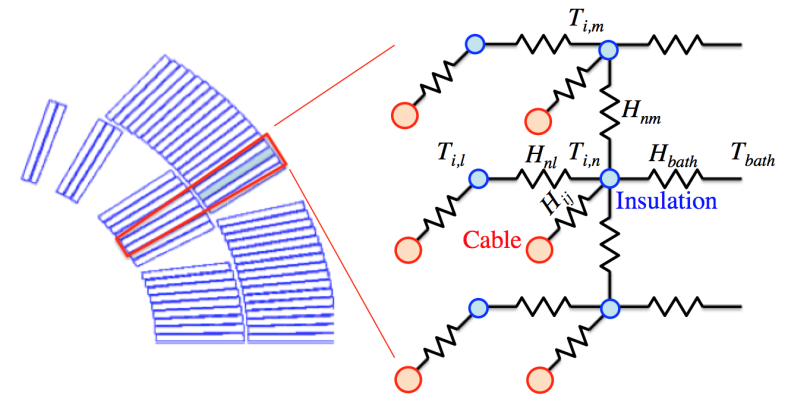 T_{i,m}
H_{nm}
T_{i,l} H_{nl} T_{i,n} H_{bath} T_{bath}
H_{ij} Insulation
Cable